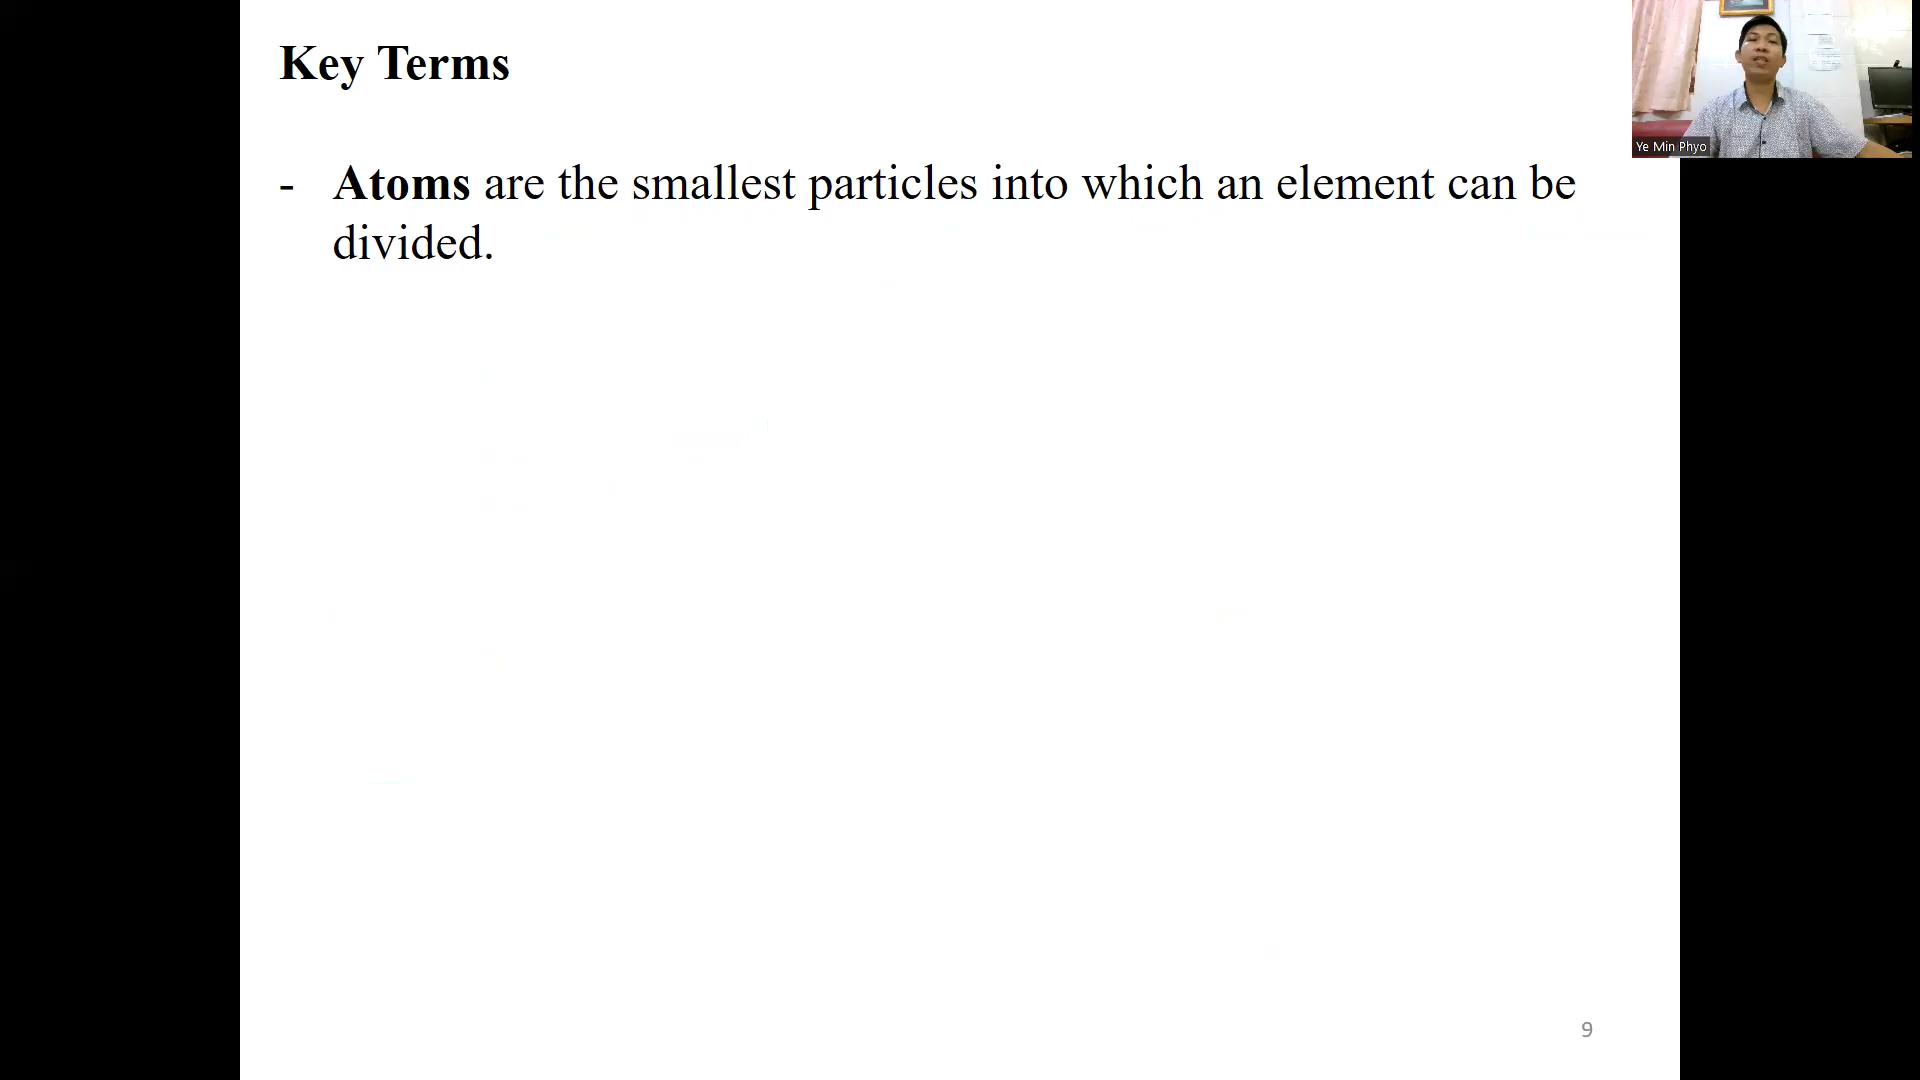 Key Terms
Ye Min Phyo
- Atoms are the smallest particles into which an element can be
divided.
9